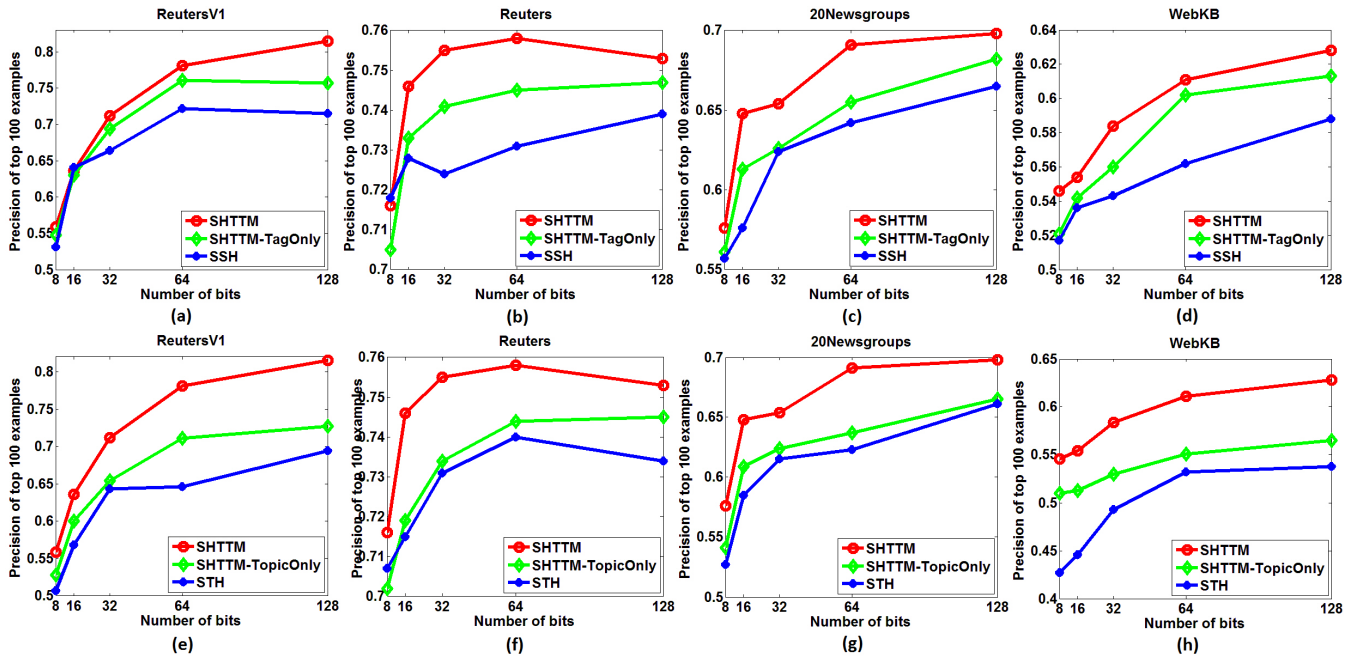 ReutersV1
Precision of top 100 examples
0.8
0.75
0.7
0.65
0.6
0.55
0.5
8 16 32 64 128
SHTTM
SHTTM-TagOnly
SSH
Number of bits
(a)
Reuters
Precision of top 100 examples
0.76
0.75
0.74
0.73
0.72
0.71
0.7
8 16 32 64 128
SHTTM
SHTTM-TagOnly
SSH
Number of bits
(b)
20Newsgroups
Precision of top 100 examples
0.7
0.65
0.6
0.55
8 16 32 64 128
SHTTM
SHTTM-TagOnly
SSH
Number of bits
(c)
WebKB
Precision of top 100 examples
0.64
0.62
0.6
0.58
0.56
0.54
0.52
0.5
8 16 32 64 128
SHTTM
SHTTM-TagOnly
SSH
Number of bits
(d)
ReutersV1
Precision of top 100 examples
0.8
0.75
0.7
0.65
0.6
0.55
0.5
8 16 32 64 128
SHTTM
SHTTM-TopicOnly
STH
Number of bits
(e)
Reuters
Precision of top 100 examples
0.76
0.75
0.74
0.73
0.72
0.71
0.7
8 16 32 64 128
SHTTM
SHTTM-TopicOnly
STH
Number of bits
(f)
20Newsgroups
Precision of top 100 examples
0.7
0.65
0.6
0.55
0.5
8 16 32 64 128
SHTTM
SHTTM-TopicOnly
STH
Number of bits
(g)
WebKB
Precision of top 100 examples
0.65
0.6
0.55
0.5
0.45
0.4
8 16 32 64 128
SHTTM
SHTTM-TopicOnly
STH
Number of bits
(h)